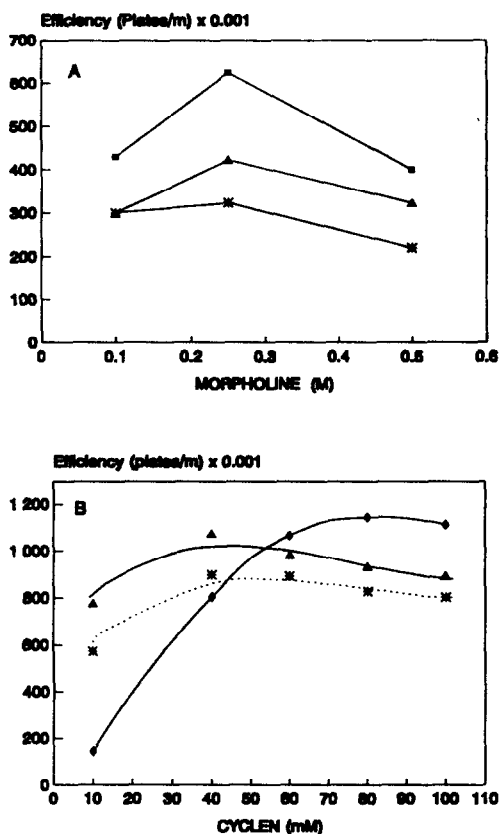 Efficiency (Plates/m) x 0.001
700
A
600
500
400
300
200
100
0
0 0.1 0.2 0.3 0.4 0.5 0.6
MORPHOLINE (M)
Efficiency (plates/m) x 0.001
B
1 200
1 000
800
600
400
200
0
0 10 20 30 40 50 60 70 80 90 100 110
CYCLEN (mM)